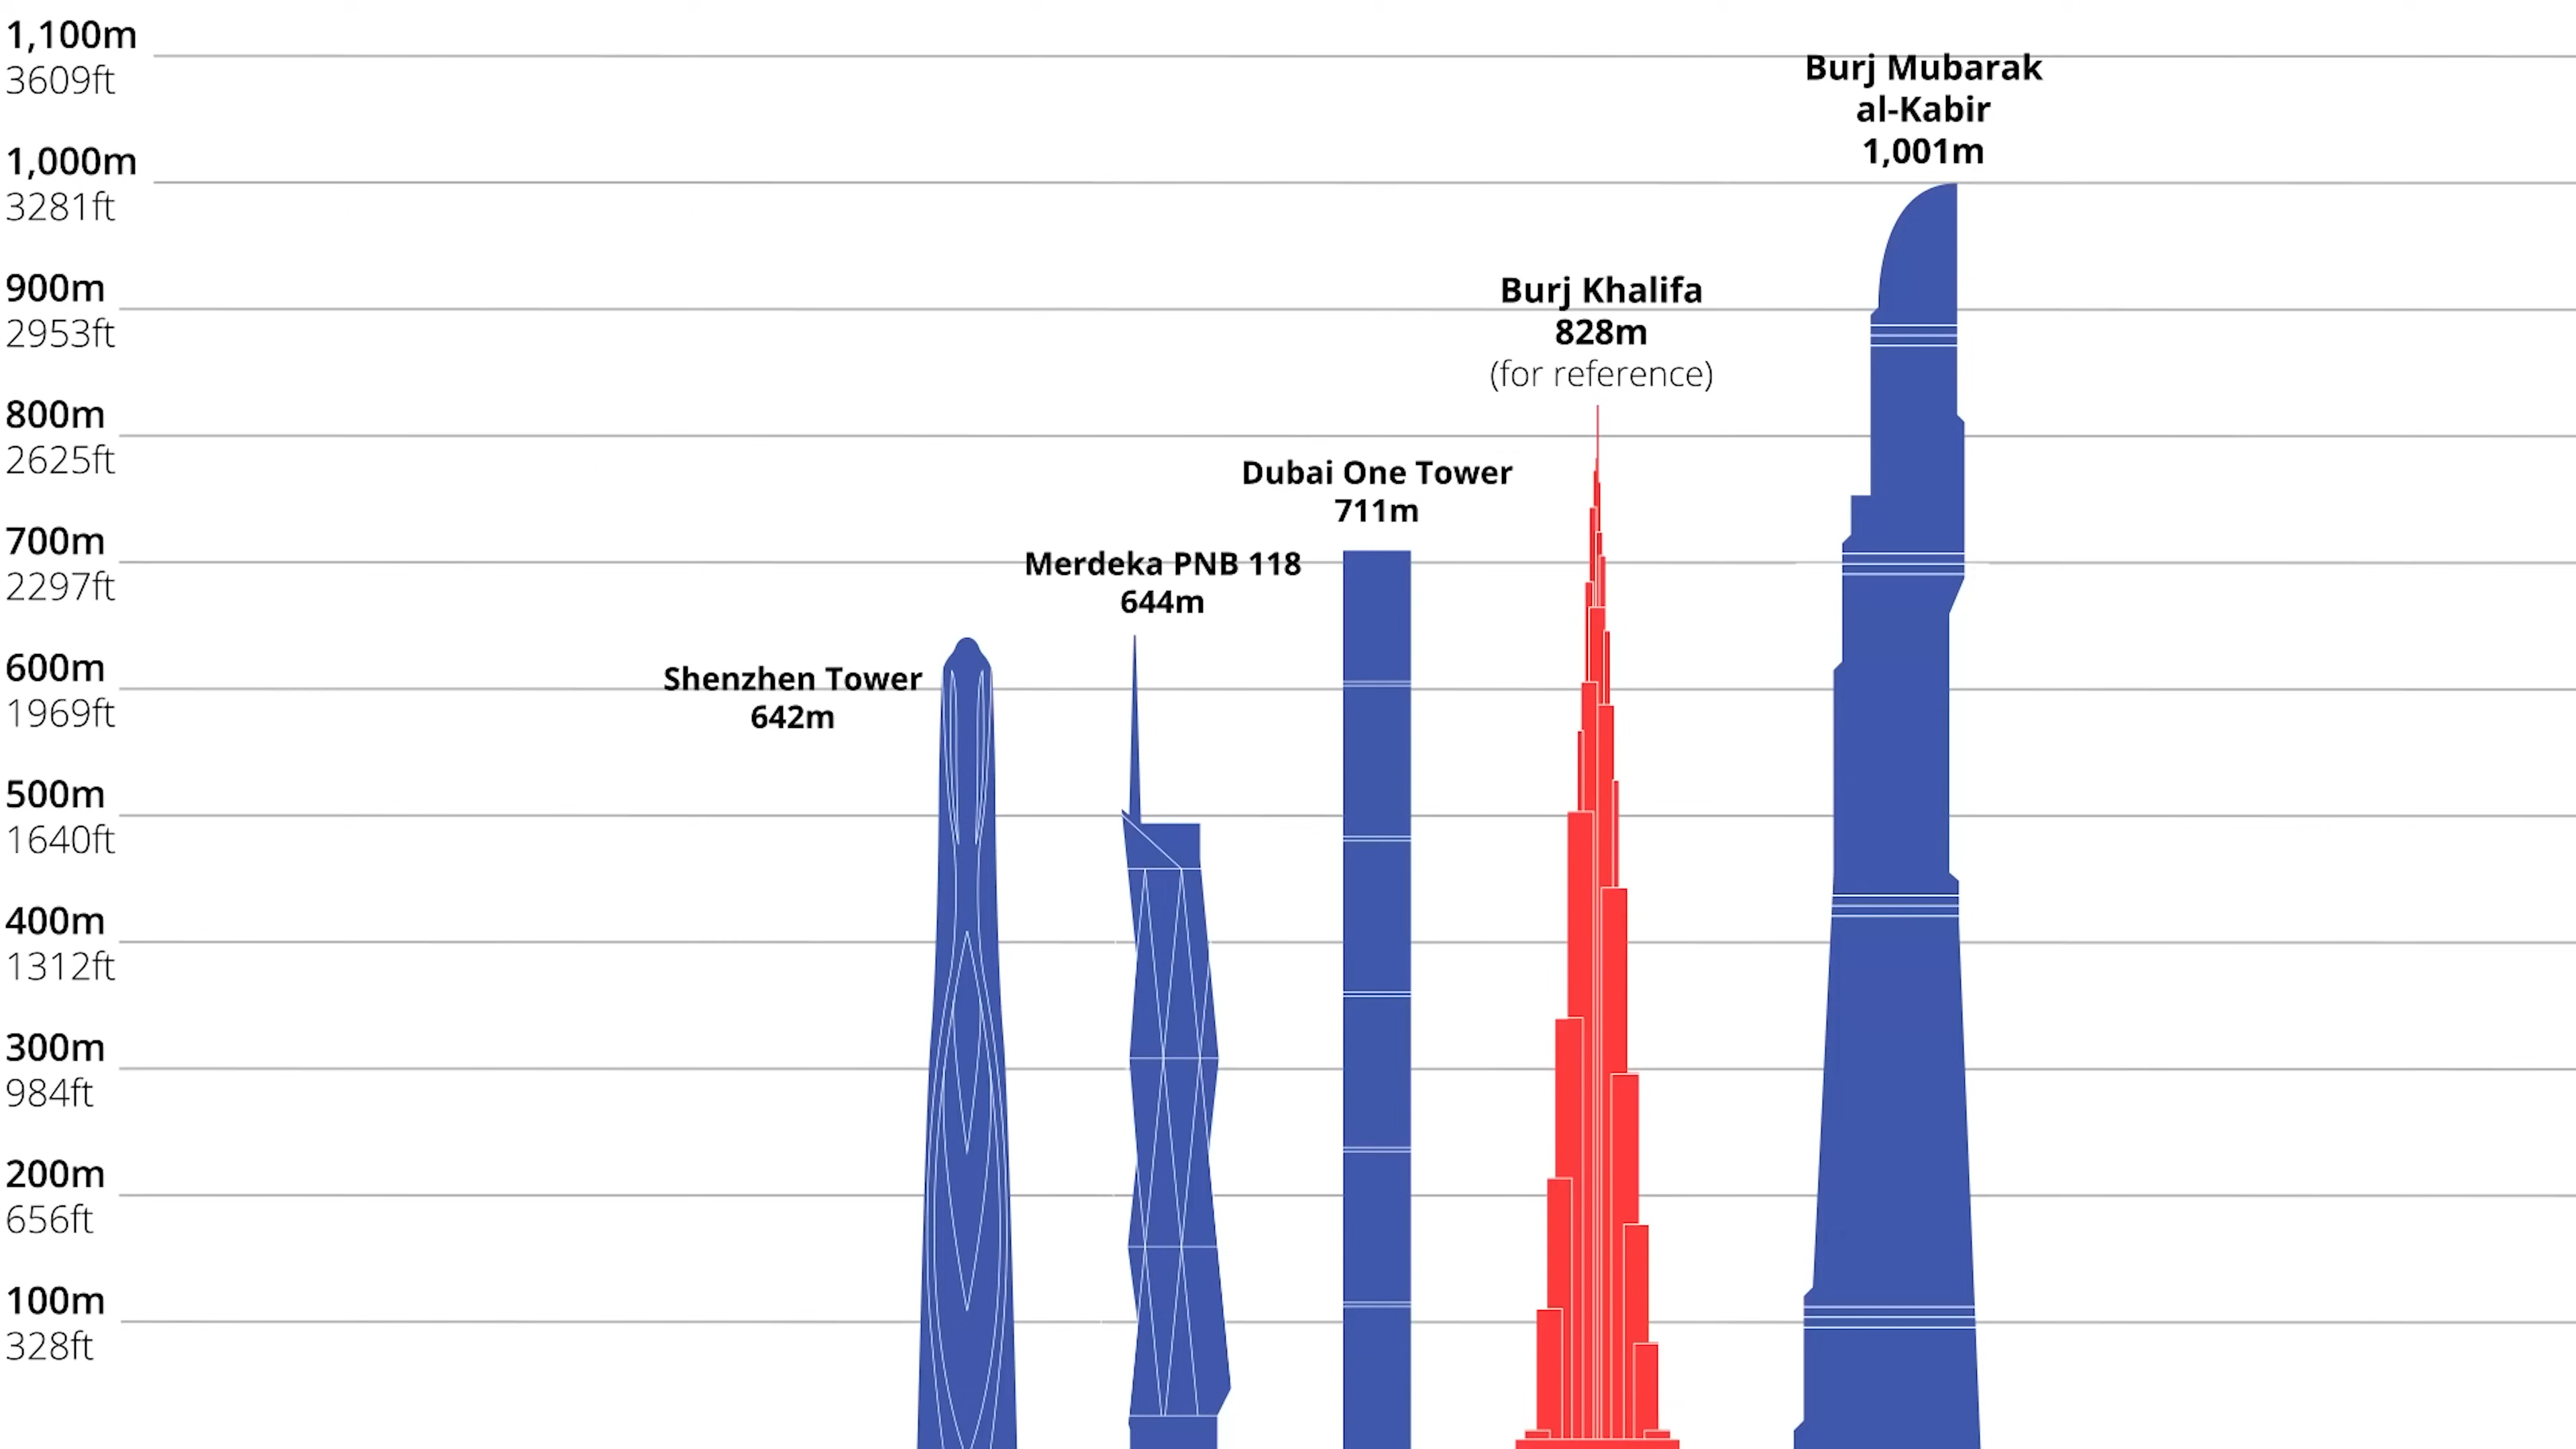 1,100m
3609ft
1,000m
3281ft
900m
2953ft
800m
2625ft
700m
2297ft
600m
1969ft
500m
1640ft
400m
1312ft
300m
984ft
200m
656ft
100m
328ft
Shenzhen Tower
642m
Merdeka PNB 118
644m
Dubai One Tower
711m
Burj Khalifa
828m
(for reference)
Burj Mubarak
al-Kabir
1,001m